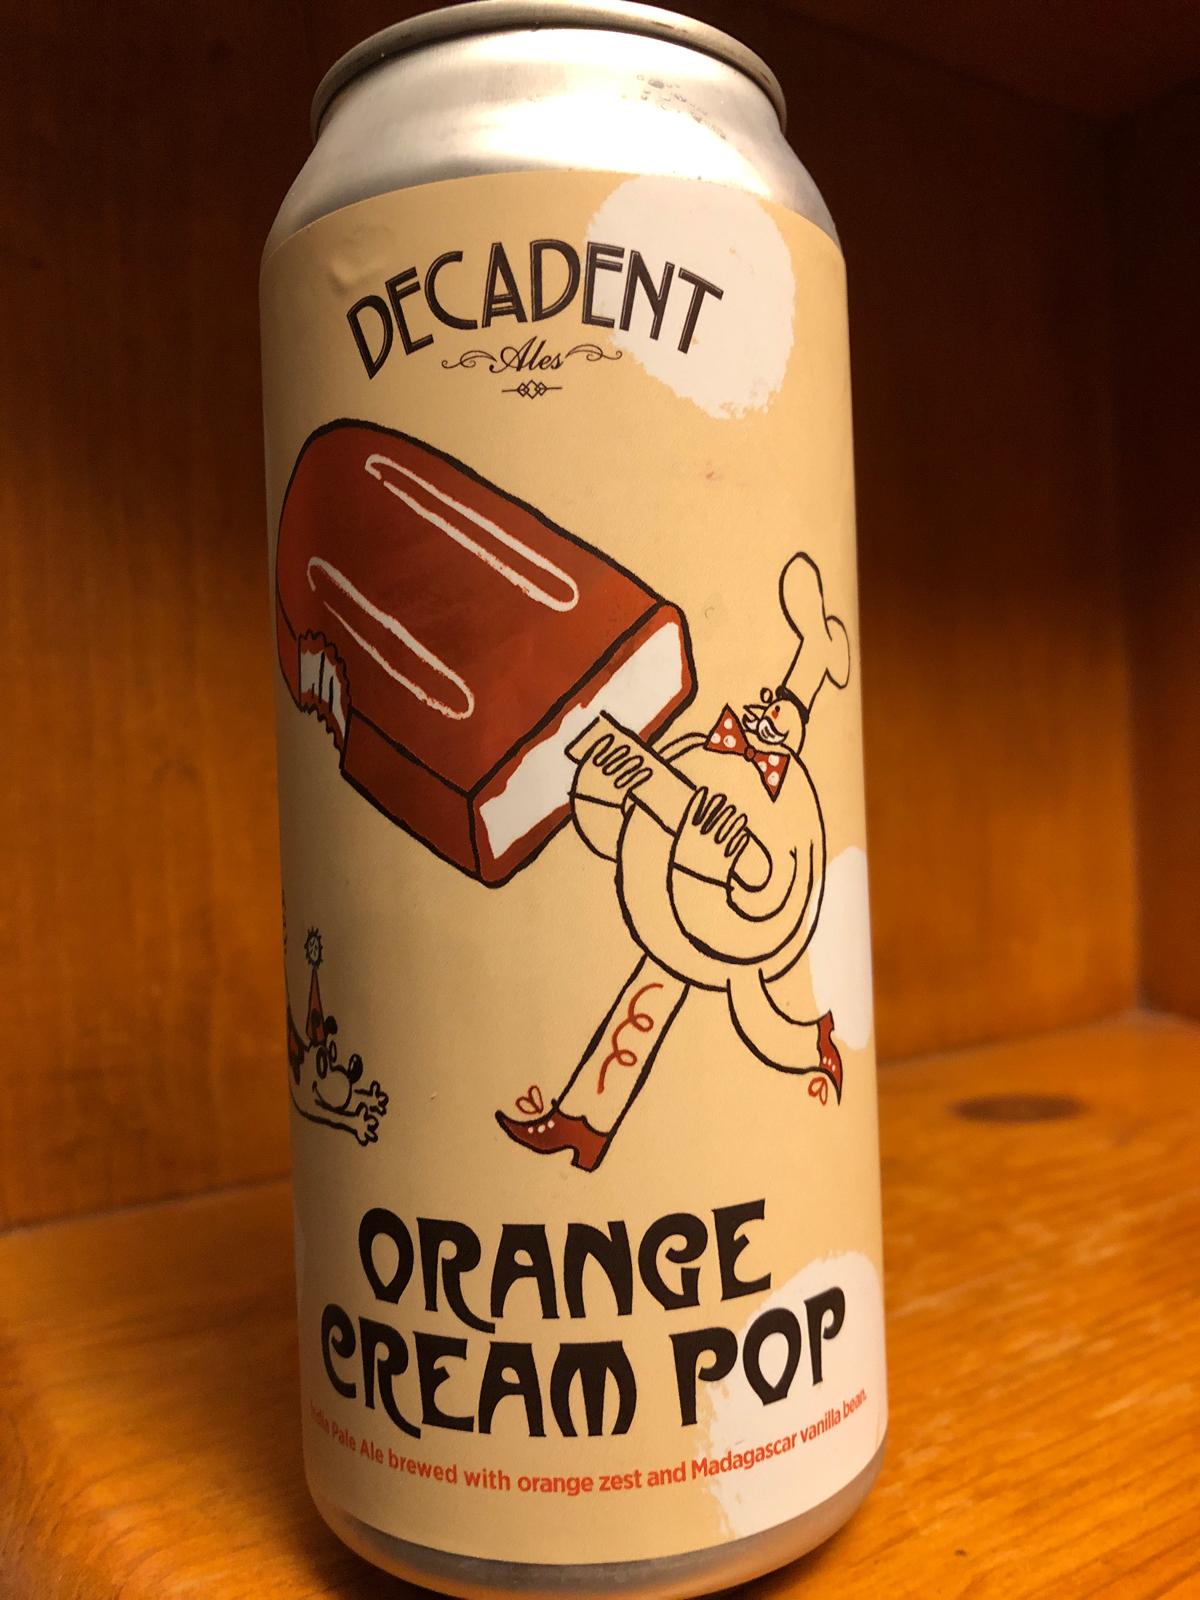 DECADENT
Ales
ORANGE
CREAM POP
India Pale Ale brewed with orange zest and Madagascar vanilla bean.